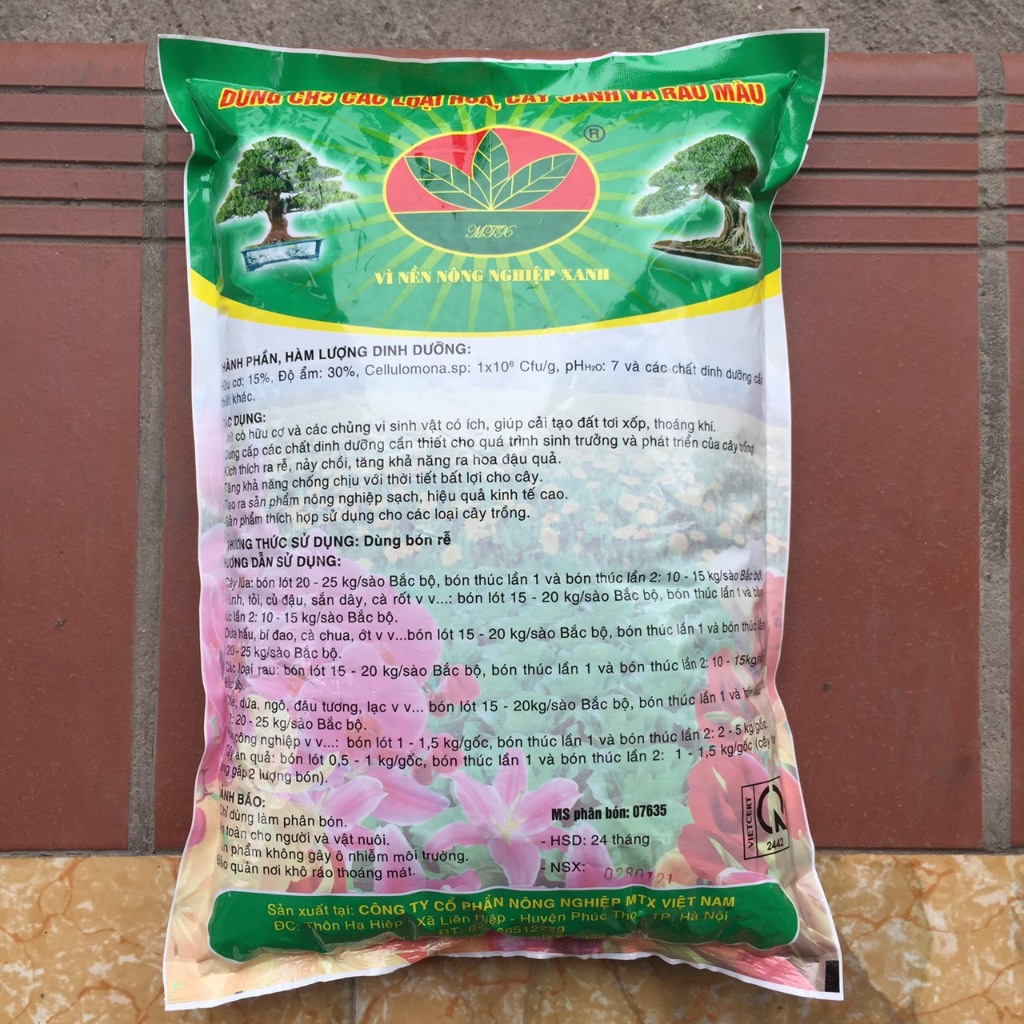 DÙNG CHO CÁC LOẠI HOA, CÂY CẢNH VÀ RAU MÀU
®
MTX
VÌ NỀN NÔNG NGHIỆP XANH
HÀNH PHẦN, HÀM LƯỢNG DINH DƯỠNG:
cơ: 15%, Độ ẩm: 30%, Cellulomona.sp: 1x10⁶ Cfu/g, pHH₂O: 7 và các chất dinh dưỡng
khác.
DỤNG:
có hữu cơ và các chủng vi sinh vật có ích, giúp cải tạo đất tơi xốp, thoáng khí.
cấp các chất dinh dưỡng cần thiết cho quá trình sinh trưởng và phát triển của cây trồng
thích ra rễ, nảy chồi, tăng khả năng ra hoa đậu quả.
Tăng khả năng chống chịu với thời tiết bất lợi cho cây.
Tạo ra sản phẩm nông nghiệp sạch, hiệu quả kinh tế cao.
Sản phẩm thích hợp sử dụng cho các loại cây trồng.
THỨC SỬ DỤNG: Dùng bón rễ
DẪN SỬ DỤNG:
Cây lúa: bón lót 20 - 25 kg/sào Bắc bộ, bón thúc lần 1 và bón thúc lần 2: 10 - 15 kg/sào Bắc bộ.
tỏi, củ đậu, sắn dây, cà rốt v v...: bón lót 15 - 20 kg/sào Bắc bộ, bón thúc lần 1 và bón
lần 2: 10 - 15 kg/sào Bắc bộ.
Dưa hấu, bí đao, cà chua, ớt v v...bón lót 15 - 20 kg/sào Bắc bộ, bón thúc lần 1 và bón thúc
20 - 25 kg/sào Bắc bộ.
Các loại rau: bón lót 15 - 20 kg/sào Bắc bộ, bón thúc lần 1 và bón thúc lần 2: 10 - 15kg
dứa, ngô, đâu tương, lạc v v... bón lót 15 - 20kg/sào Bắc bộ, bón thúc lần 1 và
2: 20 - 25 kg/sào Bắc bộ.
công nghiệp v v...: bón lót 1 - 1,5 kg/gốc, bón thúc lần 1 và bón thúc lần 2: 2 - 5 kg/gốc
ăn quả: bón lót 0,5 - 1 kg/gốc, bón thúc lần 1 và bón thúc lần 2: 1 - 1,5 kg/gốc (cây
gấp 2 lượng bón).
ẢNH BÁO:
Chỉ dùng làm phân bón.
toàn cho người và vật nuôi.
phẩm không gây ô nhiễm môi trường.
quản nơi khô ráo thoáng mát.
MS phân bón: 07635
- HSD: 24 tháng
- NSX: 020121
VIETCERT
2442
Sản xuất tại: CÔNG TY CỔ PHẦN NÔNG NGHIỆP MTX VIỆT NAM
ĐC: Thôn Hạ Hiệp - Xã Liên Hiệp - Huyện Phúc Thọ - TP. Hà Nội
ĐT: